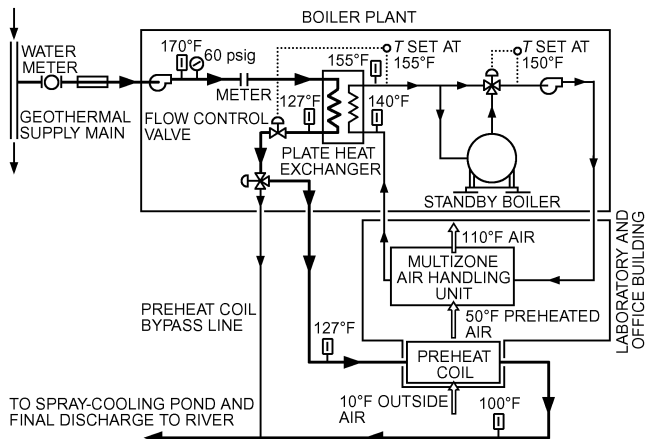 BOILER PLANT
WATER
METER
170°F
60 psig
155°F
T SET AT
155°F
T SET AT
150°F
METER
GEOTHERMAL
SUPPLY MAIN
FLOW CONTROL
VALVE
127°F
140°F
PLATE HEAT
EXCHANGER
STANDBY BOILER
110°F AIR
MULTIZONE
AIR HANDLING
UNIT
LABORATORY AND
OFFICE BUILDING
50°F PREHEATED
AIR
PREHEAT COIL
BYPASS LINE
127°F
PREHEAT
COIL
10°F OUTSIDE
AIR
100°F
TO SPRAY-COOLING POND AND
FINAL DISCHARGE TO RIVER